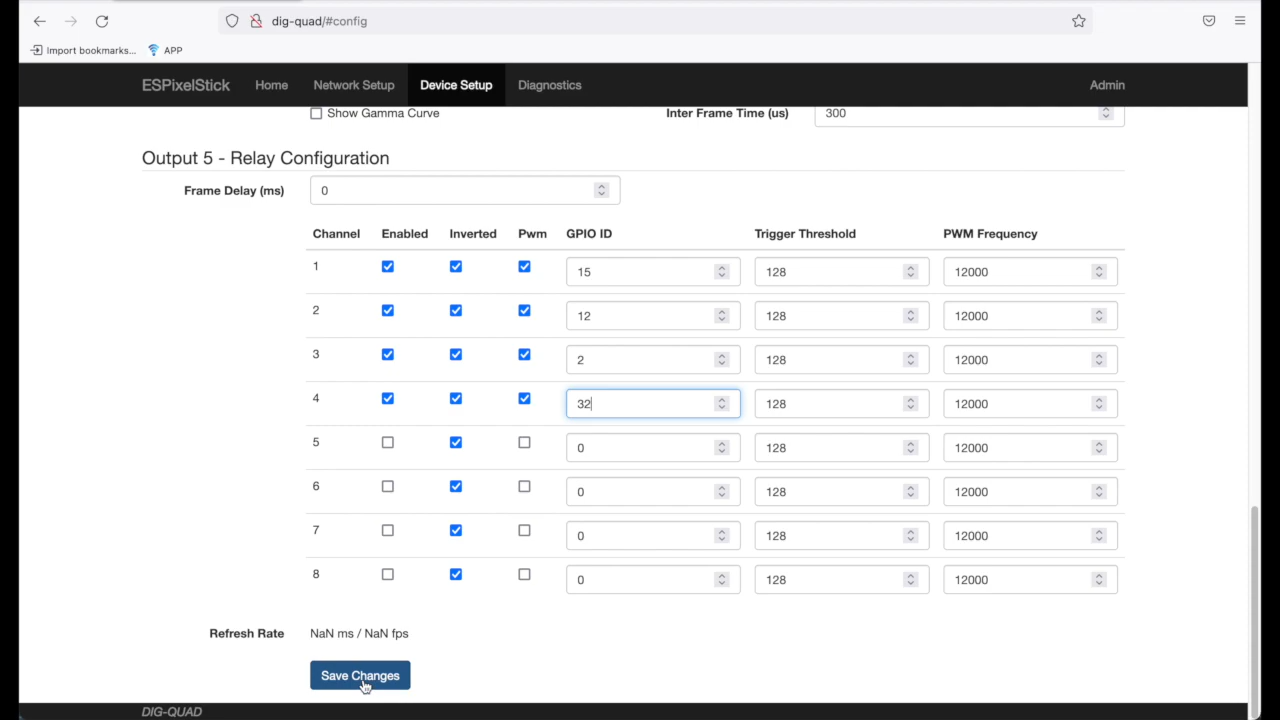 dig-quad/#config
Import bookmarks... APP
ESPixelStick Home Network Setup Device Setup Diagnostics Admin
Show Gamma Curve Inter Frame Time (us) 300
Output 5 - Relay Configuration
Frame Delay (ms) 0
Channel Enabled Inverted Pwm GPIO ID Trigger Threshold PWM Frequency
1 15 128 12000
2 12 128 12000
3 2 128 12000
4 32 128 12000
5 0 128 12000
6 0 128 12000
7 0 128 12000
8 0 128 12000
Refresh Rate NaN ms / NaN fps
Save Changes
DIG-QUAD